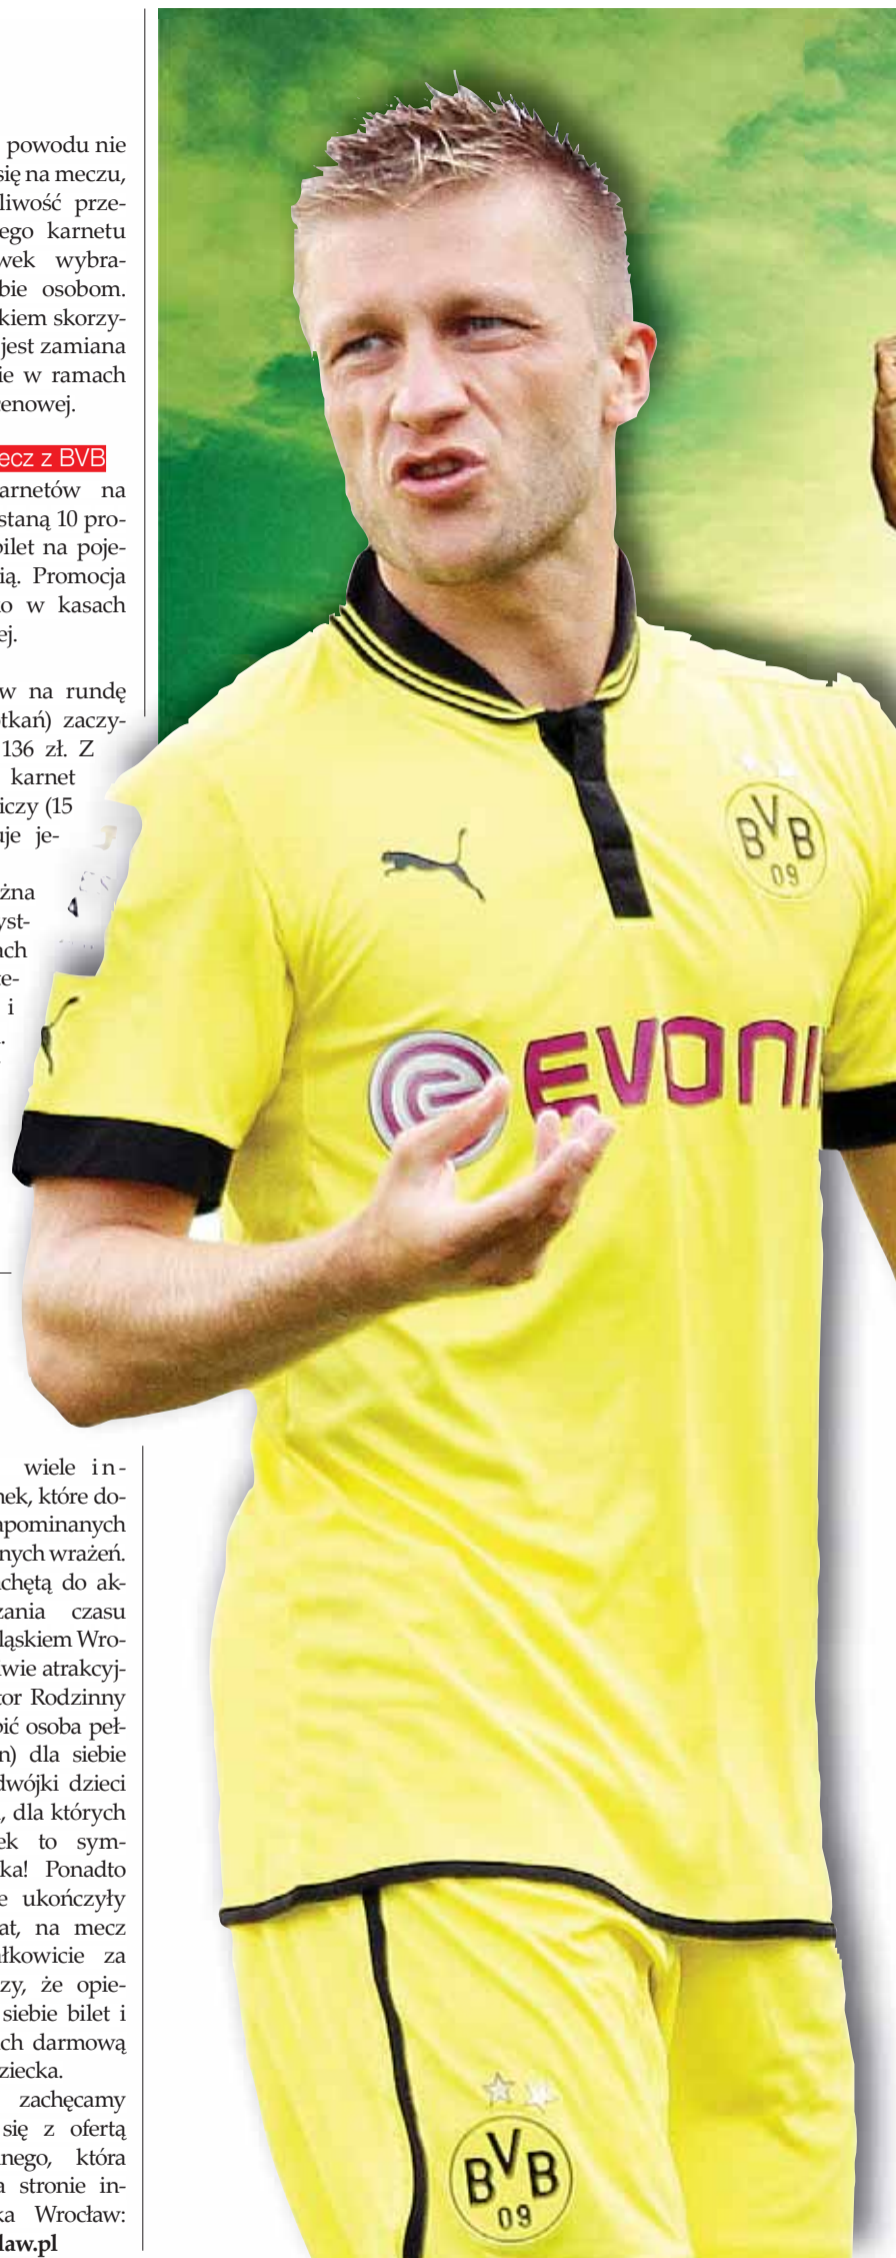 powodu nie
się na meczu,
liwość prze-
ego karnetu
wek wybra-
bie osobom.
kiem skorzy-
jest zamiana
ie w ramach
cenowej.
ecz z BVB
arnetów na
staną 10 pro-
bilet na poje-
ią. Promocja
o w kasach
ej.
w na rundę
tkań) zaczy-
136 zł. Z
karnet
iczy (15
uje je-
żna
yst-
ach
te-
i
BVB
09
EVONI
wiele in-
nek, które do-
apominanych
nych wrażeń.
achętą do ak-
zania czasu
ląskiem Wro-
wie atrakcyj-
tor Rodzinny
bić osoba peł-
n) dla siebie
dwójki dzieci
, dla których
ek to sym-
ka! Ponadto
e ukończyły
at, na mecz
ałkowicie za
zy, że opie-
siebie bilet i
ch darmową
ziecka.
zachęcamy
się z ofertą
nego, która
a stronie in-
ka Wrocław:
law.pl
BVB
09